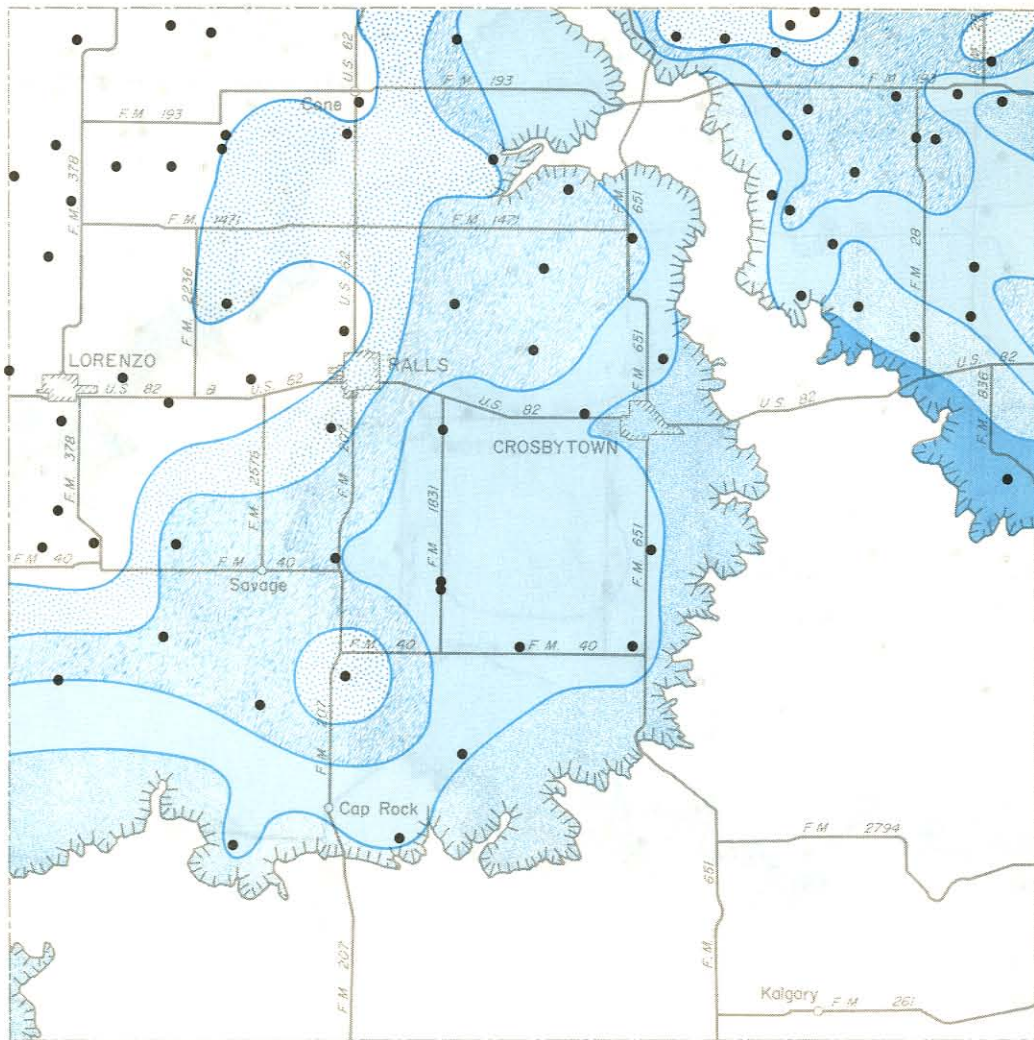 U.S. 62
F. M.
F. M. 193
F. M. 193
Cone
F. M. 193
F. M. 378
F. M. 651
F. M. 1471
F. M. 1471
F. M. 28
F. M. 2236
U.S. 62
LORENZO
RALLS
F. M. 651
U.S. 82
U.S. 82
& U.S. 62
U.S. 82
U.S. 82
F. M. 836
CROSBYTOWN
F. M. 378
F. M. 207
F. M. 1831
F. M. 40
F. M. 40
Savage
F. M. 651
F. M. 40
F. M. 40
F. M. 207
Cap Rock
F. M. 2794
F. M. 651
F. M. 207
Kalgary
F. M. 261